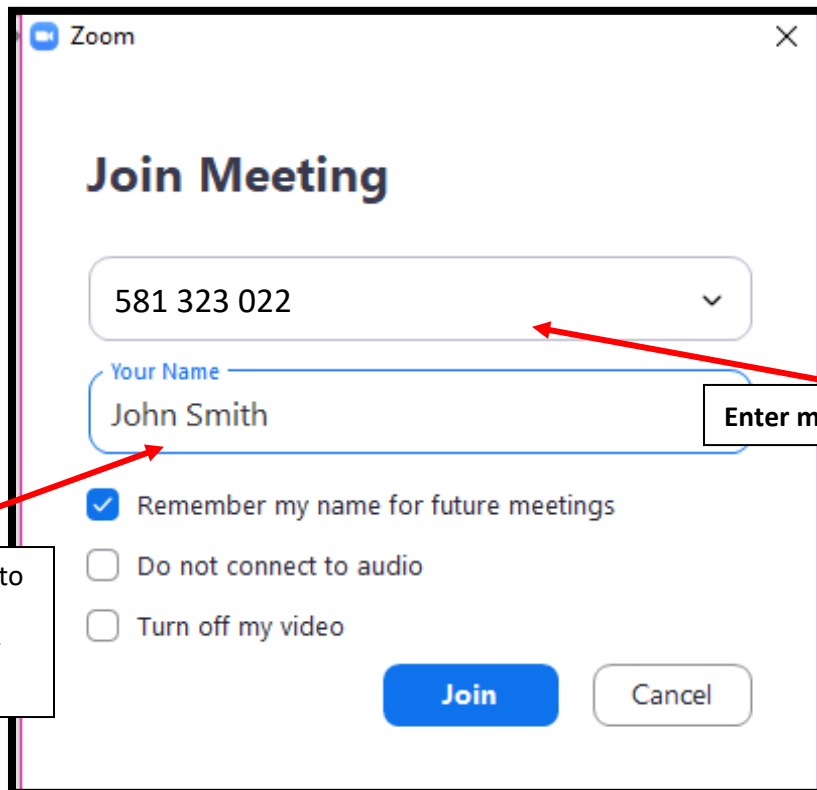 Zoom
Join Meeting
581 323 022
Your Name
John Smith
Enter m
Remember my name for future meetings
to
Do not connect to audio
Turn off my video
Join
Cancel